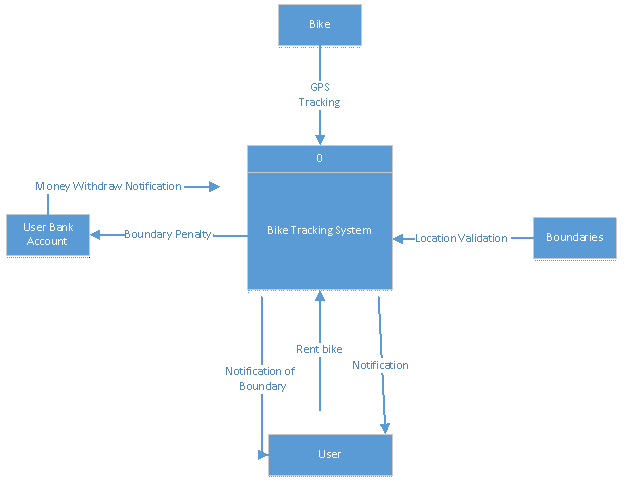 Bike
GPS
Tracking
0
Money Withdraw Notification
User Bank
Account
Boundary Penalty
Bike Tracking System
Location Validation
Boundaries
Rent bike
Notification of
Boundary
Notification
User